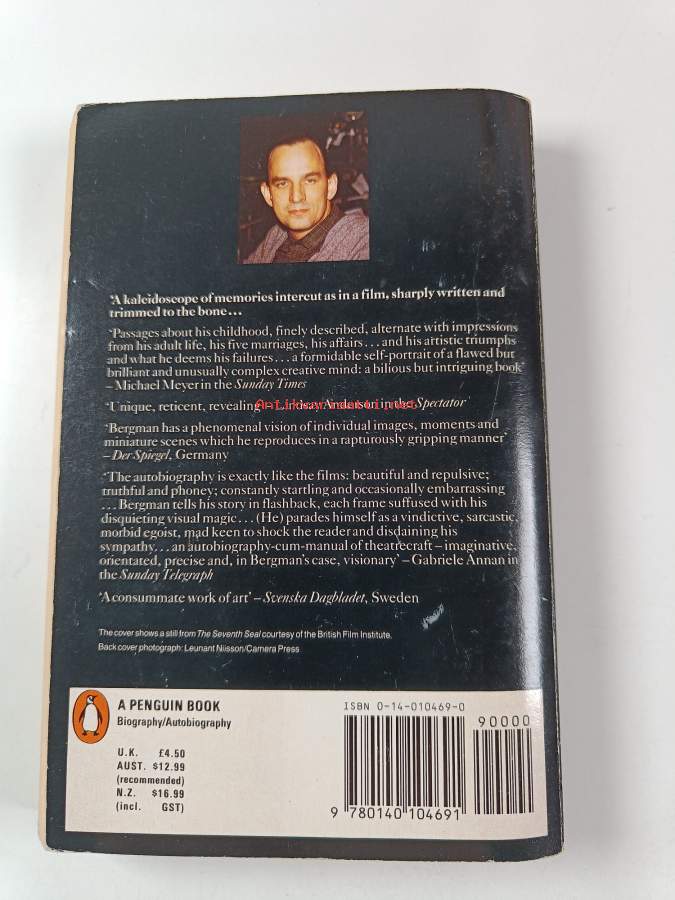 'A kaleidoscope of memories intercut as in a film, sharply written and
trimmed to the bone...
'Passages about his childhood, finely described, alternate with impressions
from his adult life, his five marriages, his affairs...and his artistic triumphs
and what he deems his failures...a formidable self-portrait of a flawed but
brilliant and unusually complex creative mind: a bilious but intriguing book'
– Michael Meyer in the Sunday Times
'Unique, reticent, revealing – Lindsay Anderson in the Spectator
'Bergman has a phenomenal vision of individual images, moments and
miniature scenes which he reproduces in a rapturously gripping manner'
– Der Spiegel, Germany
'The autobiography is exactly like the films: beautiful and repulsive;
truthful and phoney; constantly startling and occasionally embarrassing
...Bergman tells his story in flashback, each frame suffused with his
disquieting visual magic...(He) parades himself as a vindictive, sarcastic,
morbid egoist, mad keen to shock the reader and disdaining his
sympathy...an autobiography-cum-manual of theatrecraft – imaginative,
orientated, precise and, in Bergman's case, visionary' – Gabriele Annan in
the Sunday Telegraph
'A consummate work of art' – Svenska Dagbladet, Sweden
The cover shows a still from The Seventh Seal courtesy of the British Film Institute.
Back cover photograph: Leunant Nilsson/Camera Press
A PENGUIN BOOK
Biography/Autobiography
U.K. £4.50
AUST. $12.99
(recommended)
N.Z. $16.99
(incl. GST)
ISBN 0-14-010469-0
90000
9 780140 104691